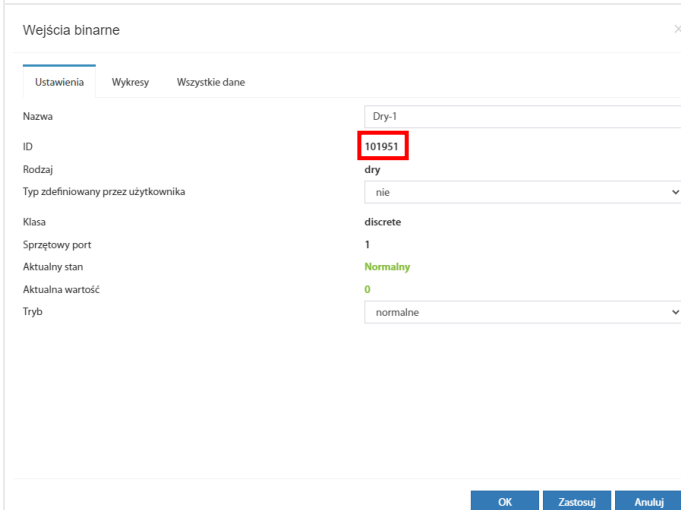 Wejścia binarne
Ustawienia Wykresy Wszystkie dane
Nazwa Dry-1
ID 101951
Rodzaj dry
Typ zdefiniowany przez użytkownika nie
Klasa discrete
Sprzętowy port 1
Aktualny stan Normalny
Aktualna wartość 0
Tryb normalne
OK Zastosuj Anuluj